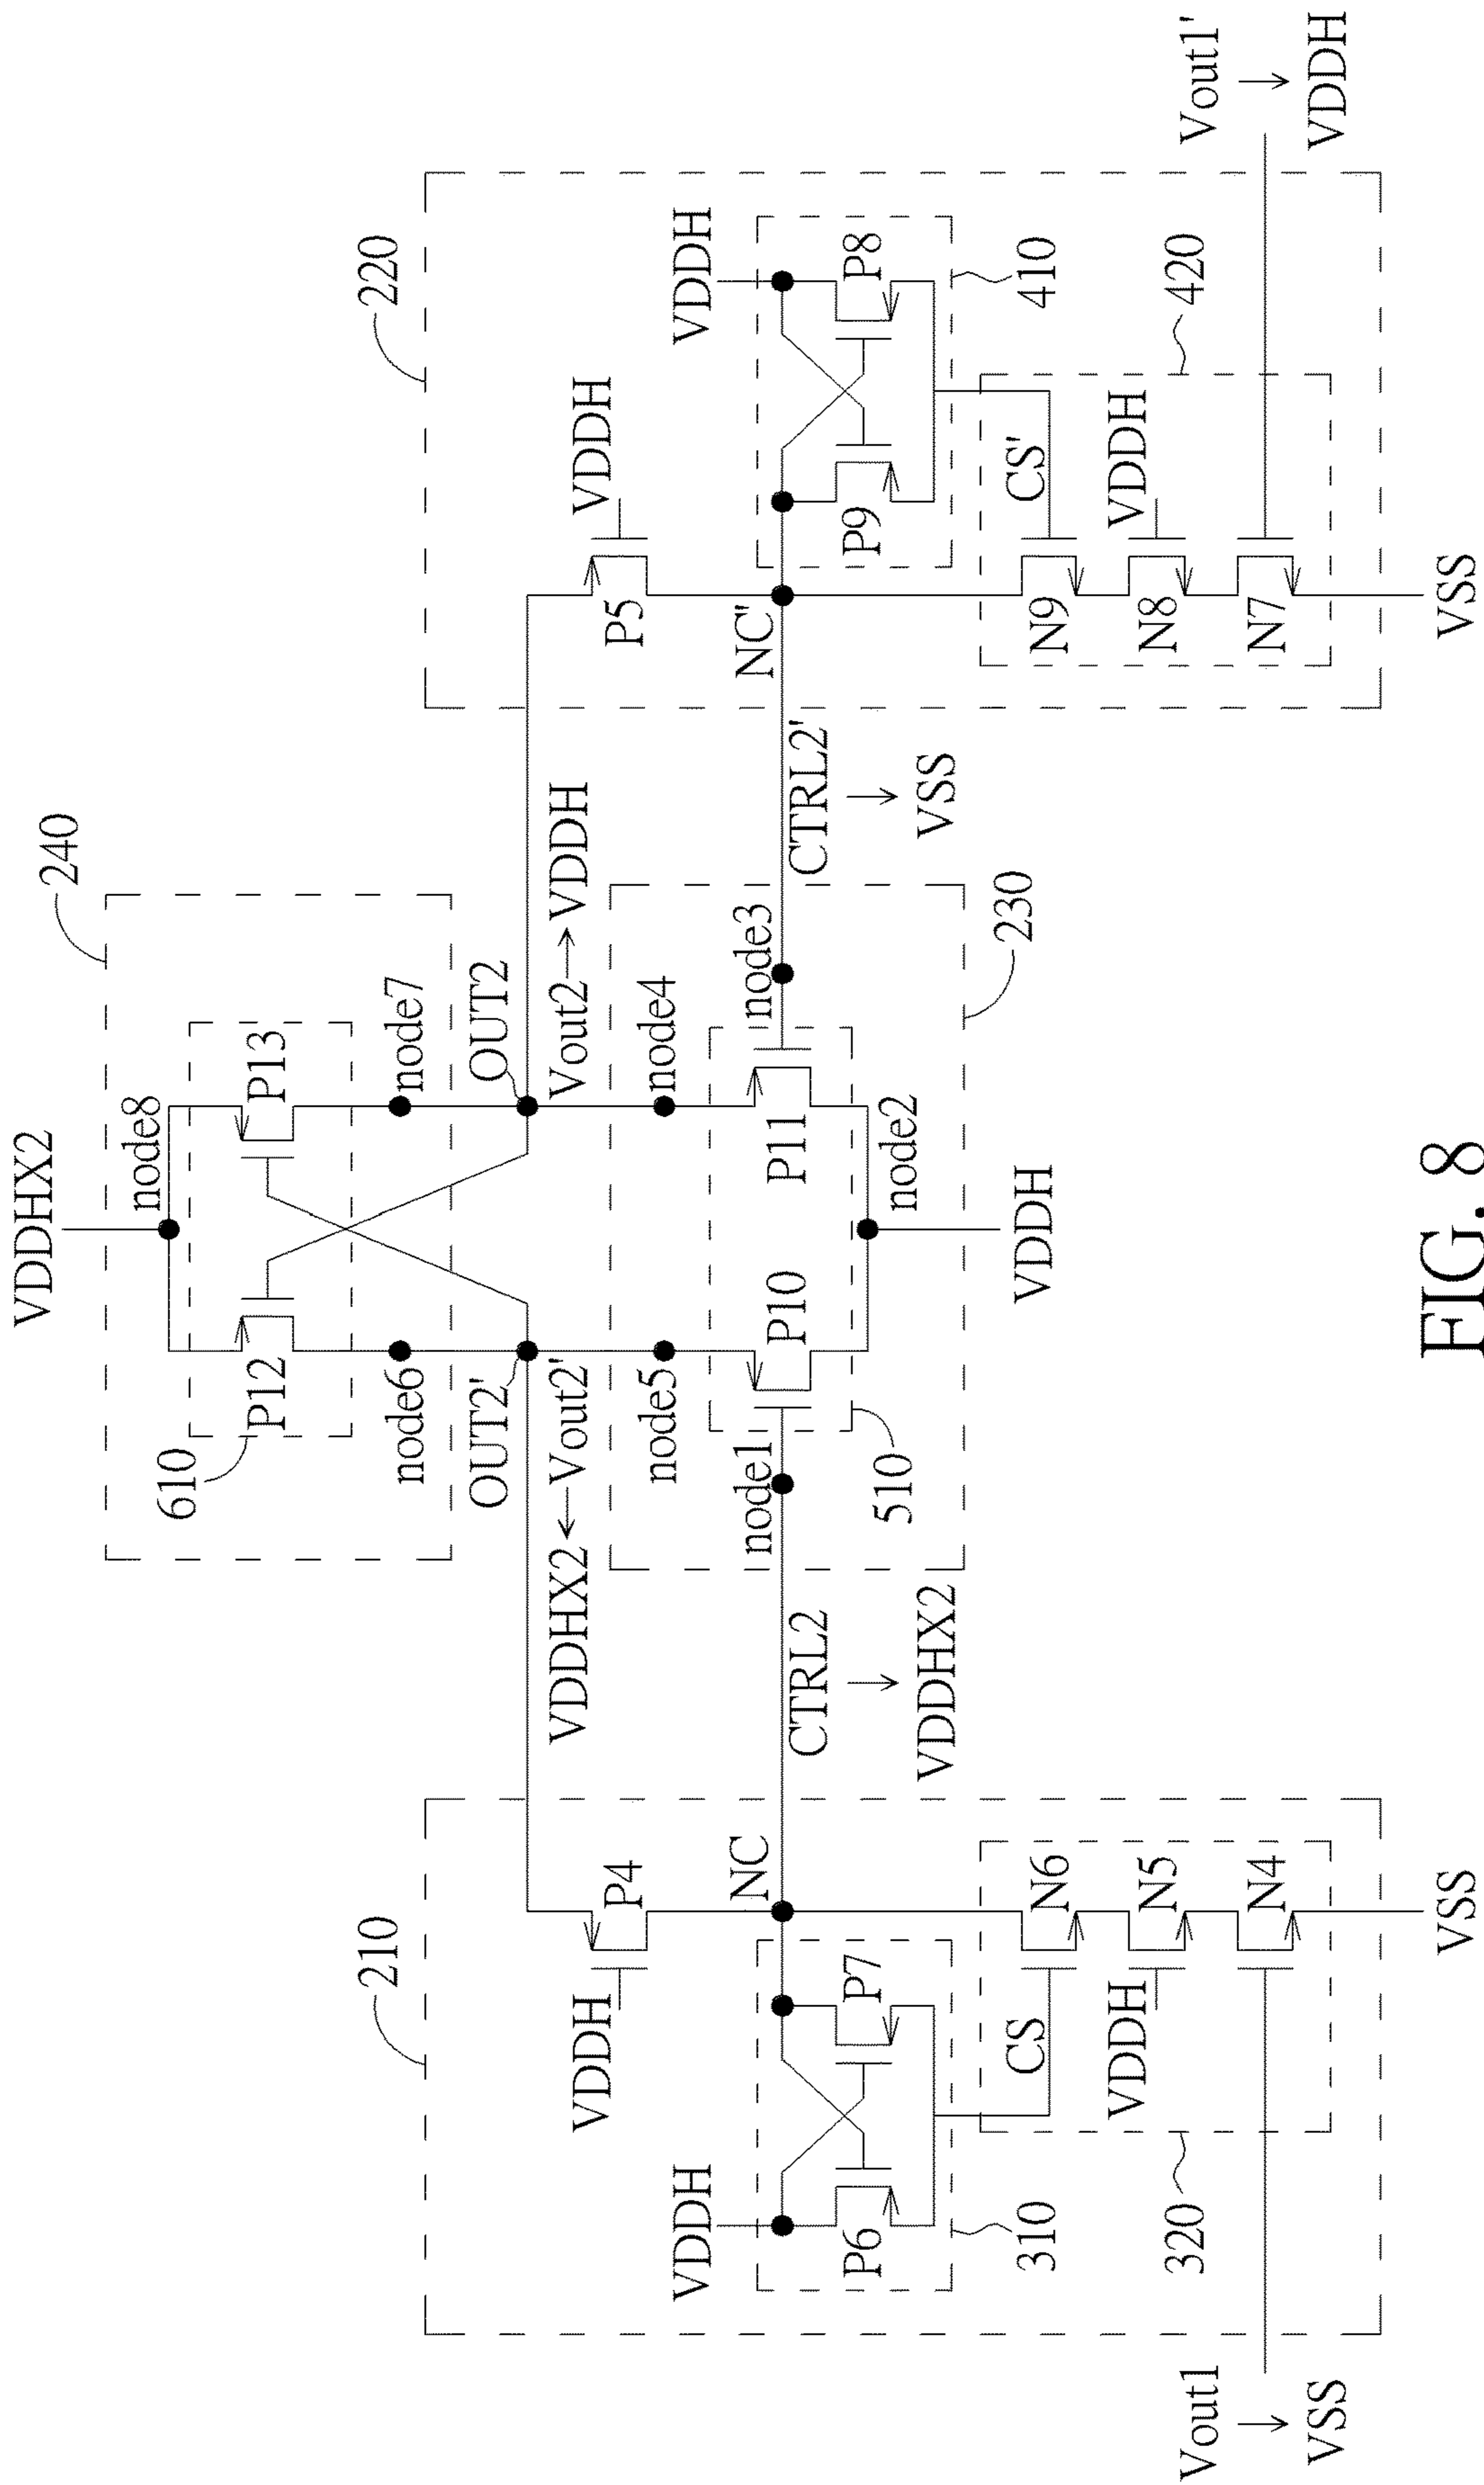 VDDHX2
240
node8
610
P12
P13
node6
node7
210
220
OUT2'
OUT2
VDDHX2←Vout2'
Vout2→VDDH
VDDH
P4
P5
VDDH
node5
node4
VDDH
NC
NC'
VDDH
P6
P7
node1
P10
P11
node3
P9
P8
CTRL2
↓
VDDHX2
CTRL2'
↓
VSS
510
node2
230
310
410
CS
N6
VDDH
N9
CS'
VDDH
N5
N8
VDDH
320
420
N4
N7
Vout1
↓
VSS
Vout1'
↓
VDDH
VSS
VSS
FIG. 8